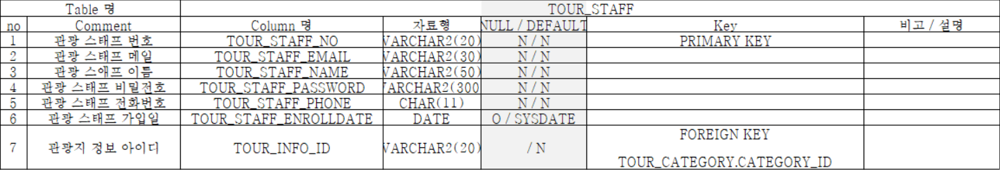 Table 명 TOUR_STAFF
no Comment Column 명 자료형 NULL / DEFAULT Key 비고 / 설명
1 관광 스태프 번호 TOUR_STAFF_NO VARCHAR2(20) N / N PRIMARY KEY
2 관광 스태프 메일 TOUR_STAFF_EMAIL VARCHAR2(30) N / N
3 관광 스애프 이름 TOUR_STAFF_NAME VARCHAR2(50) N / N
4 관광 스태프 비밀전호 TOUR_STAFF_PASSWORD VARCHAR2(300 N / N
5 관광 스태프 전화번호 TOUR_STAFF_PHONE CHAR(11) N / N
6 관광 스태프 가입일 TOUR_STAFF_ENROLLDATE DATE O / SYSDATE
7 관광지 정보 아이디 TOUR_INFO_ID VARCHAR2(20) / N FOREIGN KEY
TOUR_CATEGORY.CATEGORY_ID